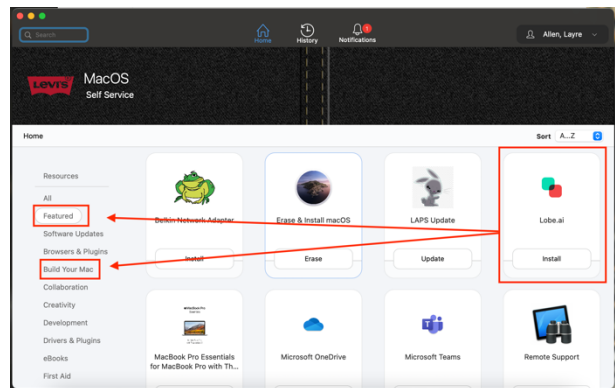 Search
Home
History
1
Notifications
Allen, Layre
LEVI'S
MacOS
Self Service
Home
Sort A...Z
Resources
All
Featured
Software Updates
Browsers & Plugins
Build Your Mac
Collaboration
Creativity
Development
Drivers & Plugins
eBooks
First Aid
Belkin Network Adapter
Install
Erase & Install macOS
Erase
LAPS Update
Update
Lobe.ai
Install
MacBook Pro Essentials
for MacBook Pro with Th...
Microsoft OneDrive
Microsoft Teams
Remote Support